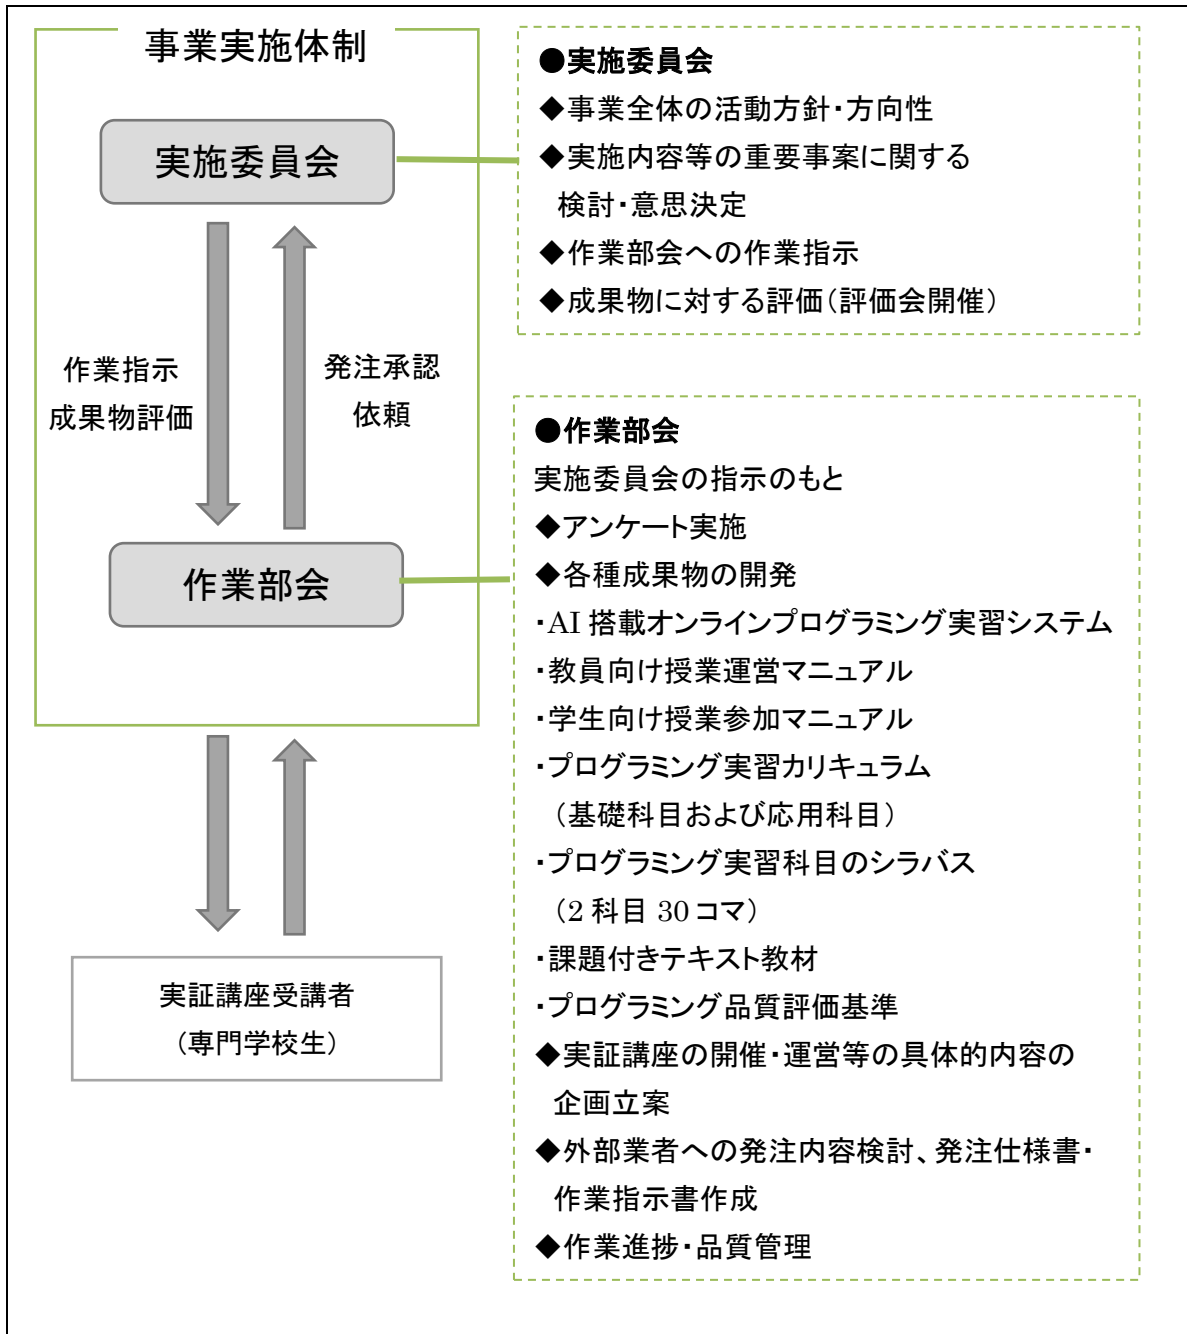 事業実施体制
実施委員会
作業指示
成果物評価
発注承認
依頼
作業部会
実証講座受講者
（専門学校生）
●実施委員会
◆事業全体の活動方針・方向性
◆実施内容等の重要事案に関する
検討・意思決定
◆作業部会への作業指示
◆成果物に対する評価（評価会開催）
●作業部会
実施委員会の指示のもと
◆アンケート実施
◆各種成果物の開発
・AI 搭載オンラインプログラミング実習システム
・教員向け授業運営マニュアル
・学生向け授業参加マニュアル
・プログラミング実習カリキュラム
（基礎科目および応用科目）
・プログラミング実習科目のシラバス
（2 科目 30 コマ）
・課題付きテキスト教材
・プログラミング品質評価基準
◆実証講座の開催・運営等の具体的内容の
企画立案
◆外部業者への発注内容検討、発注仕様書・
作業指示書作成
◆作業進捗・品質管理